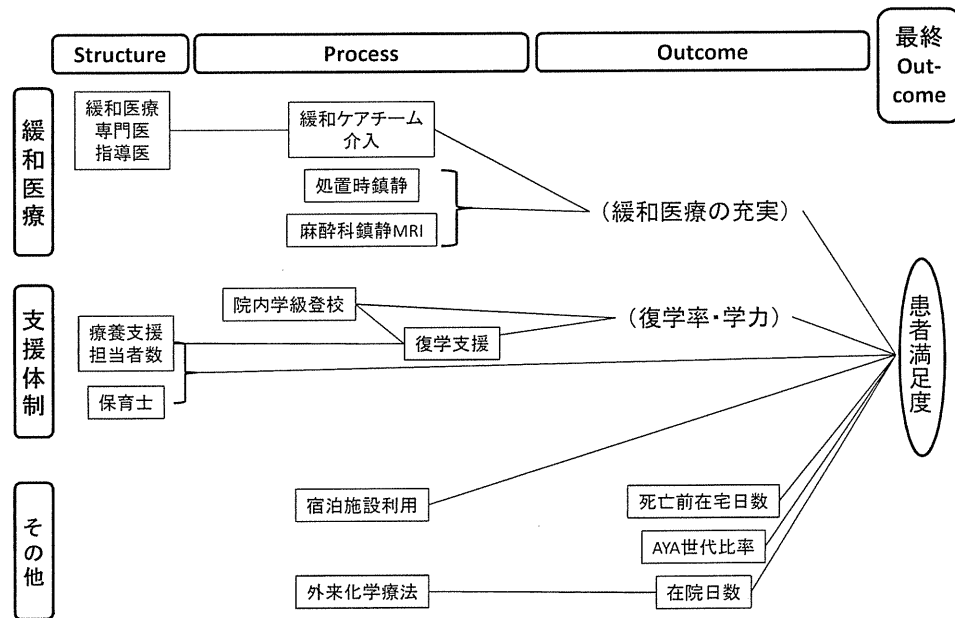 Structure
Process
Outcome
最終
Out-
come
緩和医療
緩和医療
専門医
指導医
緩和ケアチーム
介入
処置時鎮静
麻酔科鎮静MRI
(緩和医療の充実)
支援体制
療養支援
担当者数
保育士
院内学級登校
復学支援
(復学率・学力)
患者満足度
その他
宿泊施設利用
外来化学療法
死亡前在宅日数
AYA世代比率
在院日数